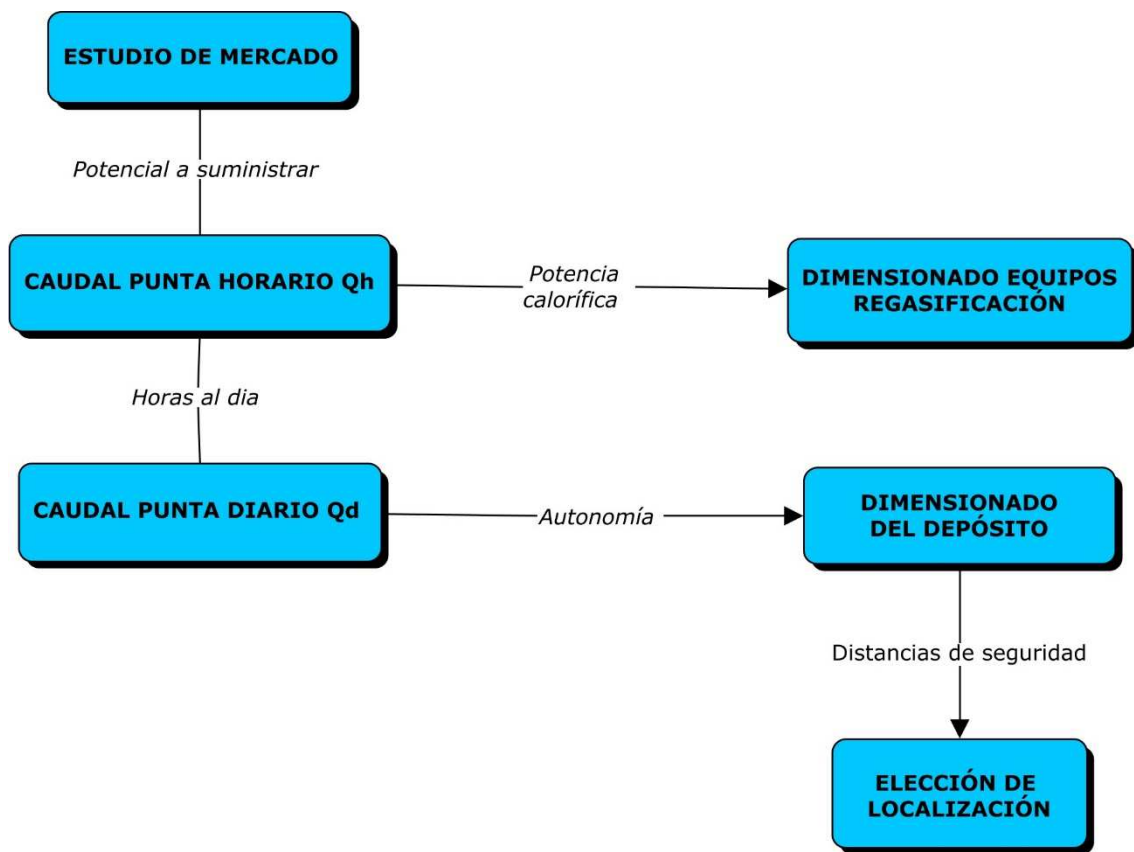 ESTUDIO DE MERCADO
Potencial a suministrar
CAUDAL PUNTA HORARIO Qh
Potencia
calorífica
DIMENSIONADO EQUIPOS
REGASIFICACIÓN
Horas al dia
CAUDAL PUNTA DIARIO Qd
Autonomía
DIMENSIONADO
DEL DEPÓSITO
Distancias de seguridad
ELECCIÓN DE
LOCALIZACIÓN